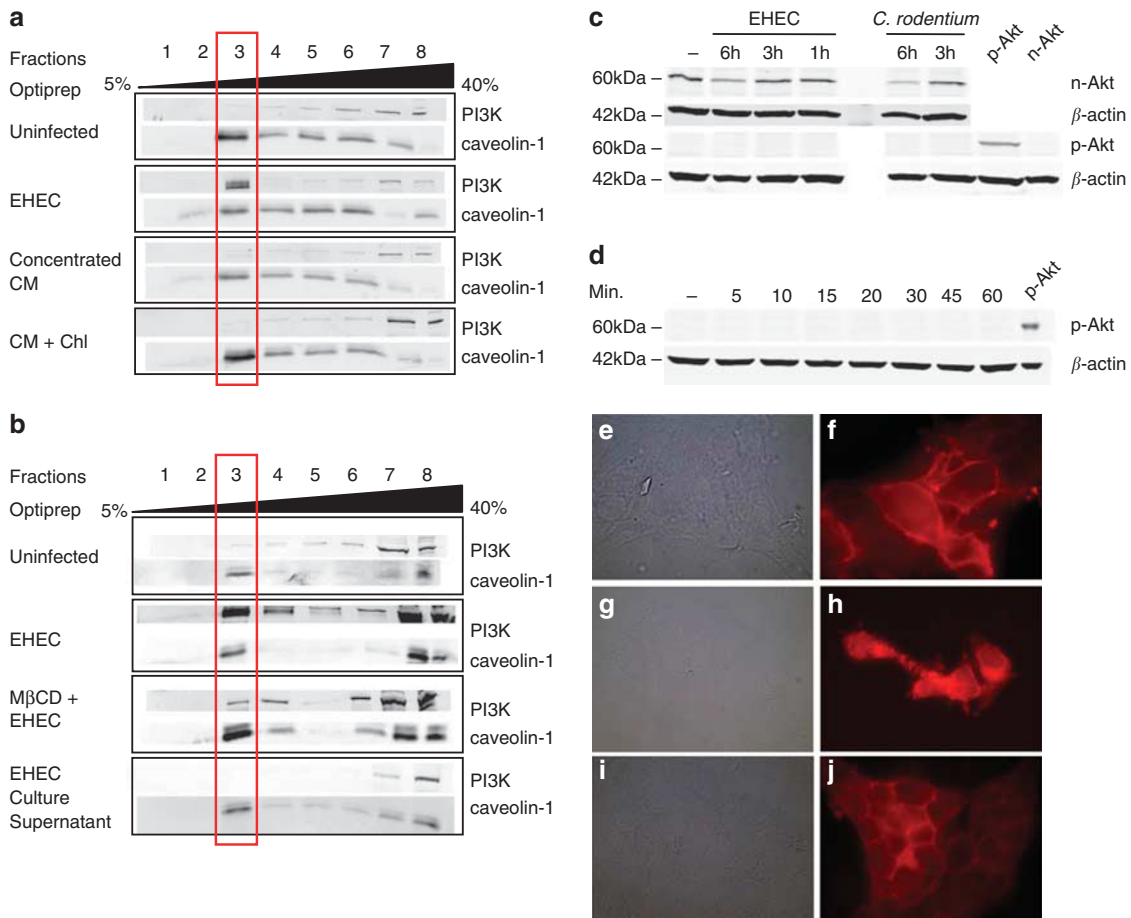 a
Fractions 1 2 3 4 5 6 7 8
Optiprep 5% 40%
Uninfected PI3K
caveolin-1
EHEC PI3K
caveolin-1
Concentrated CM PI3K
caveolin-1
CM + Chl PI3K
caveolin-1
b
Fractions 1 2 3 4 5 6 7 8
Optiprep 5% 40%
Uninfected PI3K
caveolin-1
EHEC PI3K
caveolin-1
MβCD + EHEC PI3K
caveolin-1
EHEC Culture Supernatant PI3K
caveolin-1
c
EHEC C. rodentium p-Akt n-Akt
– 6h 3h 1h 6h 3h
60kDa – n-Akt
42kDa – β-actin
60kDa – p-Akt
42kDa – β-actin
d
Min. – 5 10 15 20 30 45 60 p-Akt
60kDa – p-Akt
42kDa – β-actin
e f
g h
i j